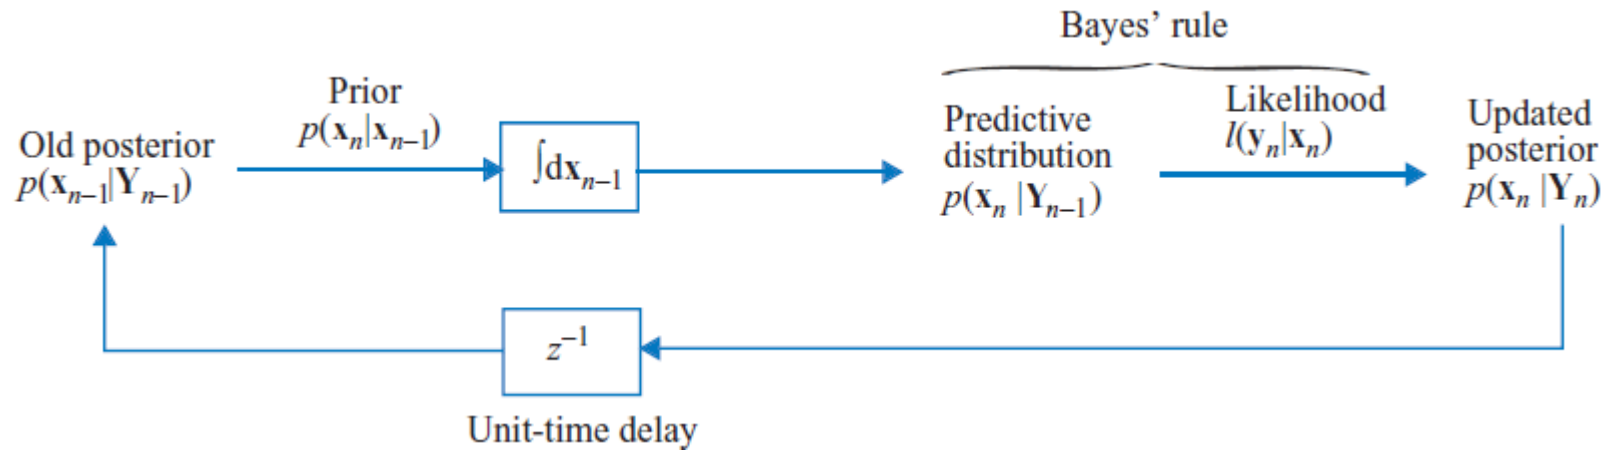 Bayes’ rule
Old posterior
p(xₙ₋₁|Yₙ₋₁)
Prior
p(xₙ|xₙ₋₁)
∫dxₙ₋₁
Predictive
distribution
p(xₙ |Yₙ₋₁)
Likelihood
l(yₙ|xₙ)
Updated
posterior
p(xₙ |Yₙ)
z⁻¹
Unit-time delay